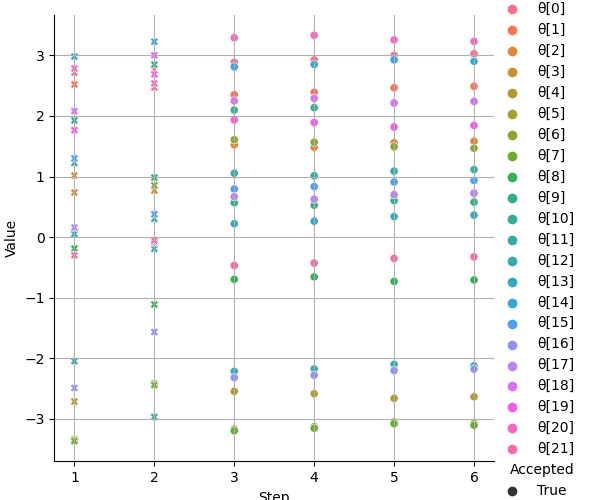 Value
3
2
1
0
−1
−2
−3
1
2
3
4
5
6
Step
θ[0]
θ[1]
θ[2]
θ[3]
θ[4]
θ[5]
θ[6]
θ[7]
θ[8]
θ[9]
θ[10]
θ[11]
θ[12]
θ[13]
θ[14]
θ[15]
θ[16]
θ[17]
θ[18]
θ[19]
θ[20]
θ[21]
Accepted
True